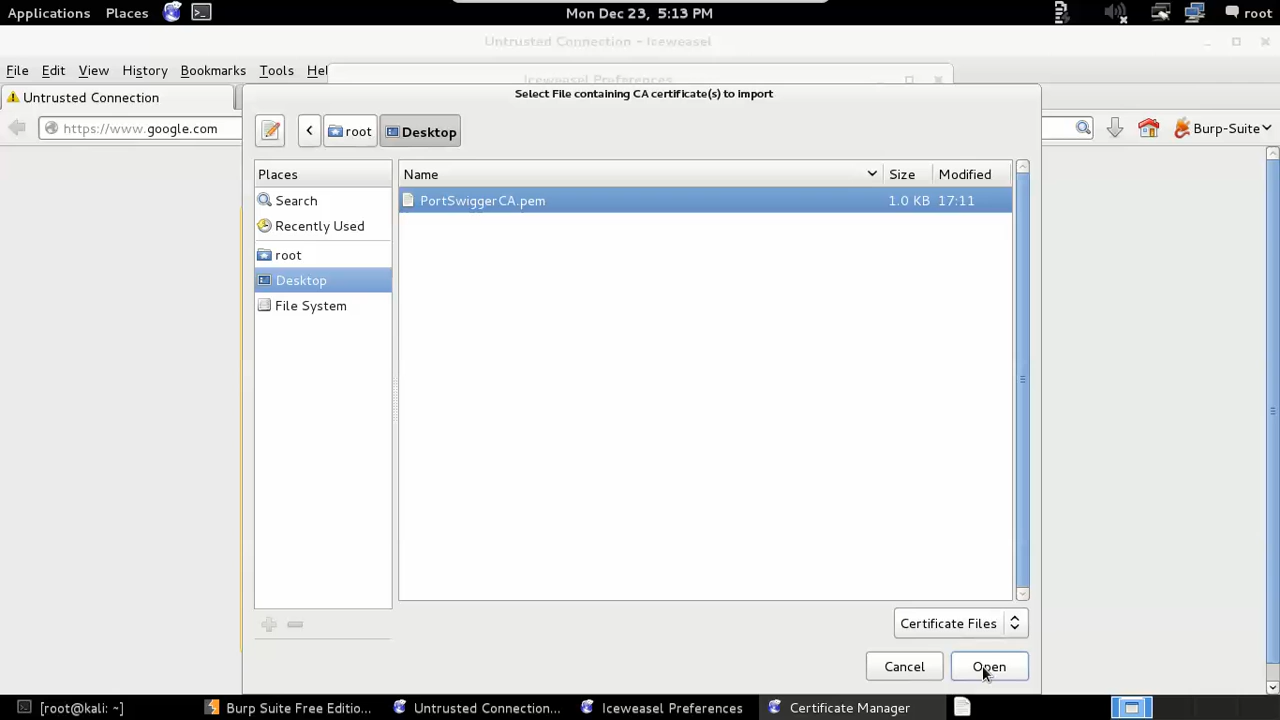 Applications Places Mon Dec 23, 5:13 PM root
Untrusted Connection - Iceweasel
File Edit View History Bookmarks Tools Hel
Iceweasel Preferences
Select File containing CA certificate(s) to import
Untrusted Connection
https://www.google.com
root Desktop
Burp-Suite
Places
Name Size Modified
Search
PortSwiggerCA.pem 1.0 KB 17:11
Recently Used
root
Desktop
File System
Certificate Files
Cancel Open
[root@kali: ~] Burp Suite Free Editio... Untrusted Connection... Iceweasel Preferences Certificate Manager